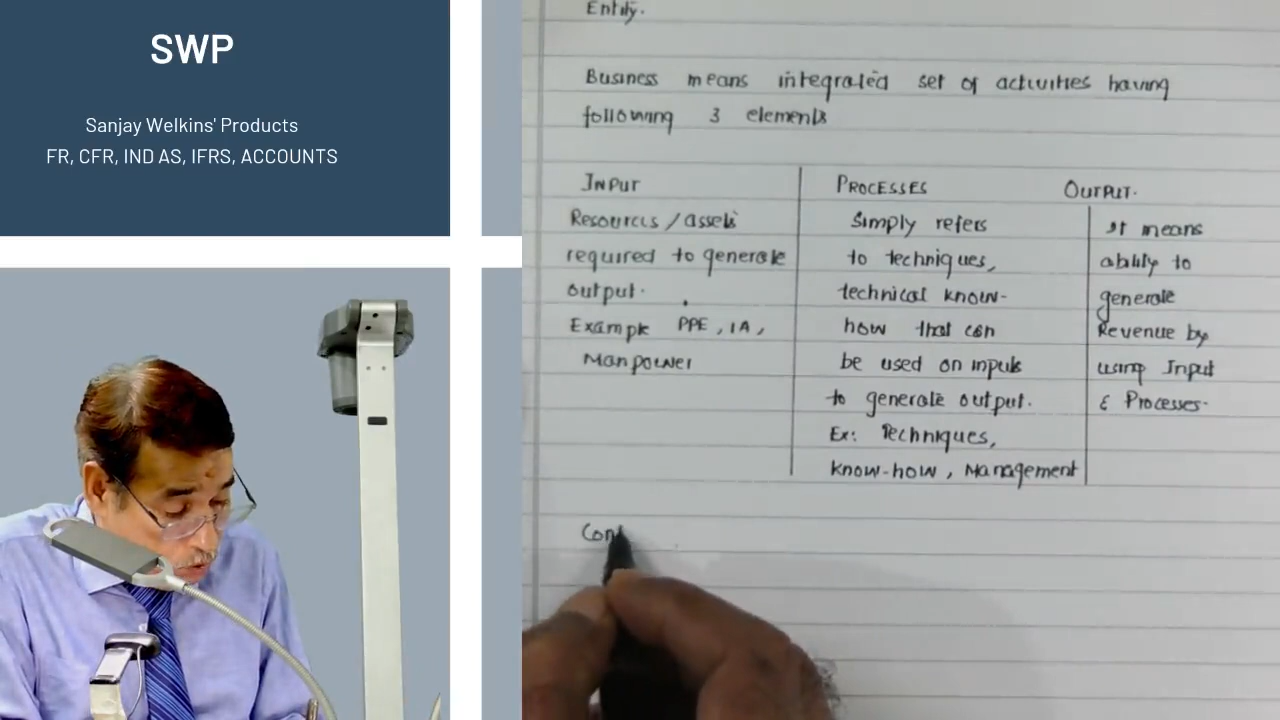 SWP
Sanjay Welkins' Products
FR, CFR, IND AS, IFRS, ACCOUNTS
Entity.
Business means integrated set of activities having
following 3 elements
INPUT
Resources / assets
required to generate
output.
Example PPE, IA,
Manpower
PROCESSES
Simply refers
to techniques,
technical know-
how that can
be used on inputs
to generate output.
Ex: Techniques,
know-how, Management
OUTPUT.
It means
ability to
generate
Revenue by
using Input
& Processes.
Con